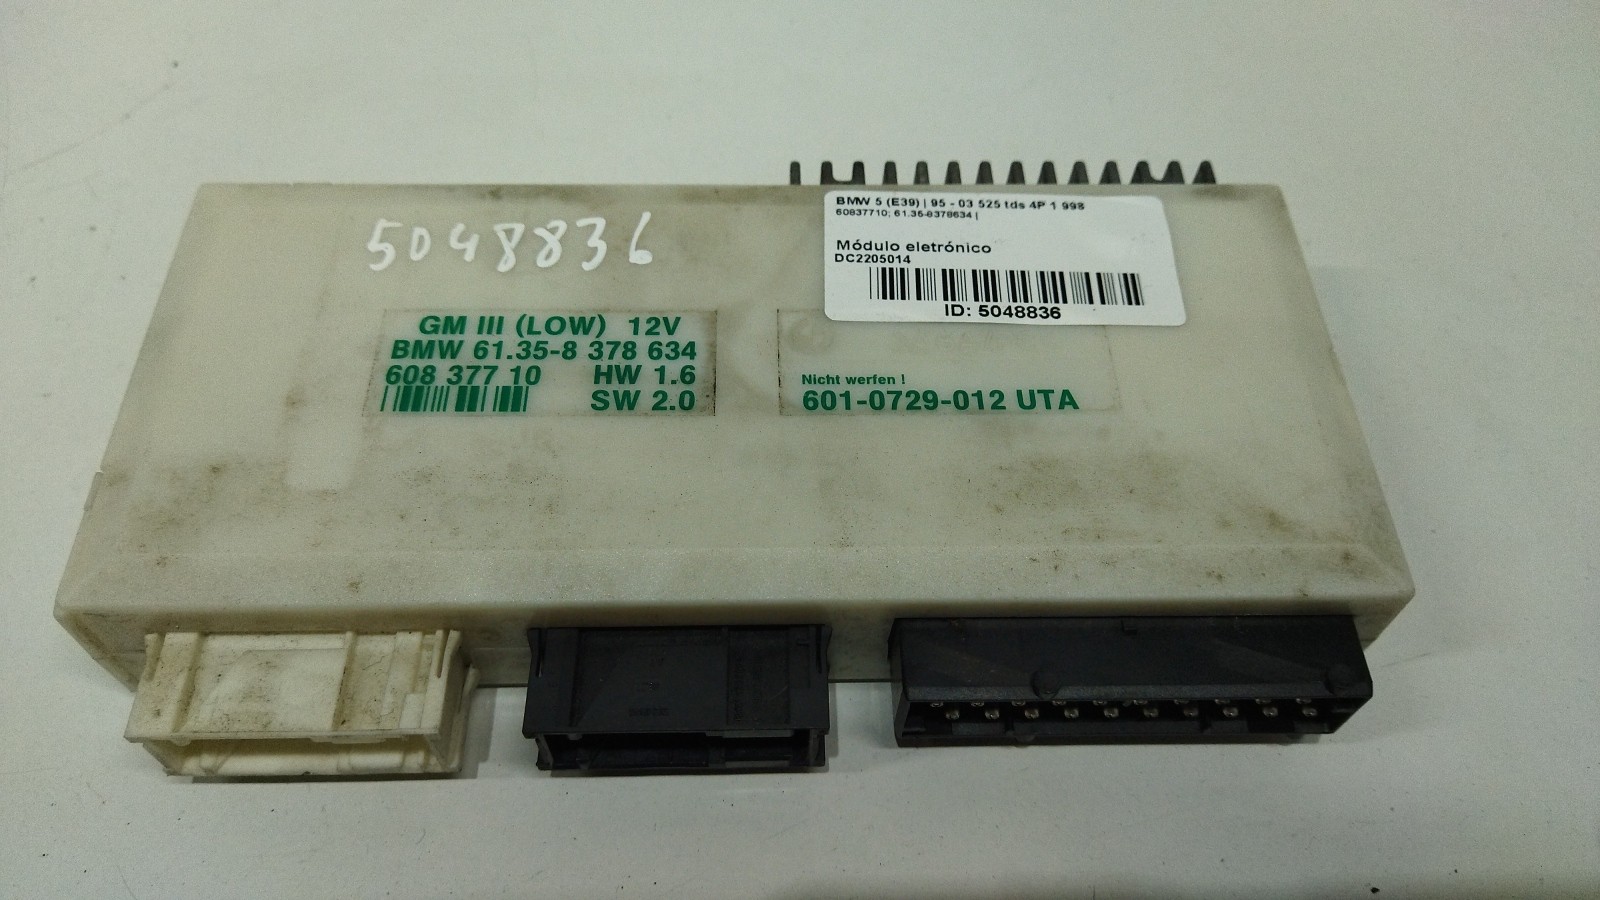 5048836
BMW 5 (E39) | 95 - 03 525 tds 4P 1 998
60837710; 61.35-8378634 |
Módulo eletrónico
DC2205014
ID: 5048836
GM III (LOW) 12V
BMW 61.35-8 378 634
608 377 10 HW 1.6
SW 2.0
Nicht werfen !
601-0729-012 UTA